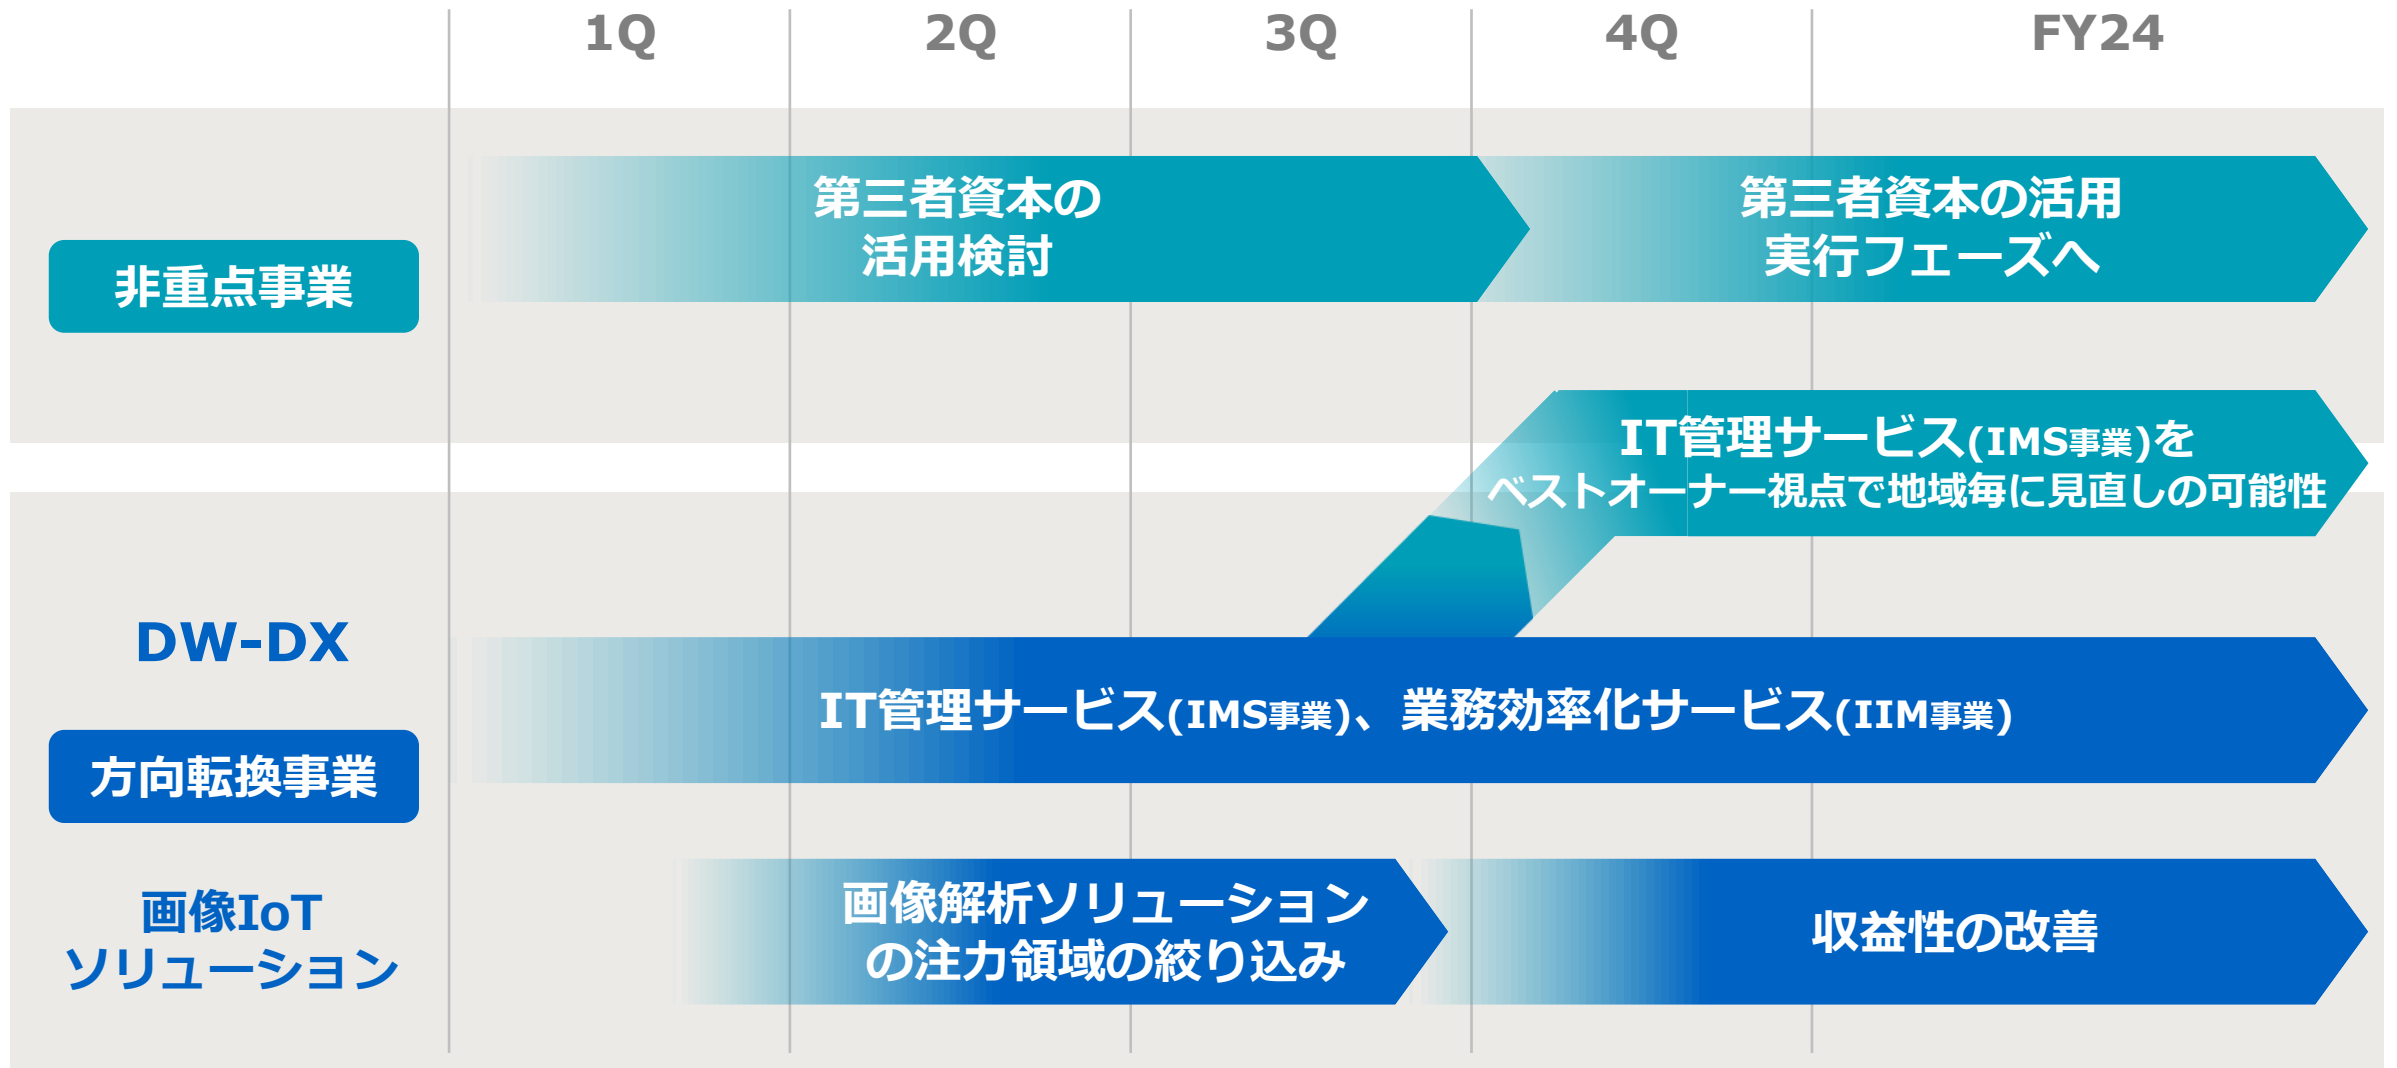 1Q 2Q 3Q 4Q FY24
非重点事業
第三者資本の
活用検討
第三者資本の活用
実行フェーズへ
IT管理サービス(IMS事業)を
ベストオーナー視点で地域毎に見直しの可能性
DW-DX
方向転換事業
IT管理サービス(IMS事業)、業務効率化サービス(IIM事業)
画像IoT
ソリューション
画像解析ソリューション
の注力領域の絞り込み
収益性の改善